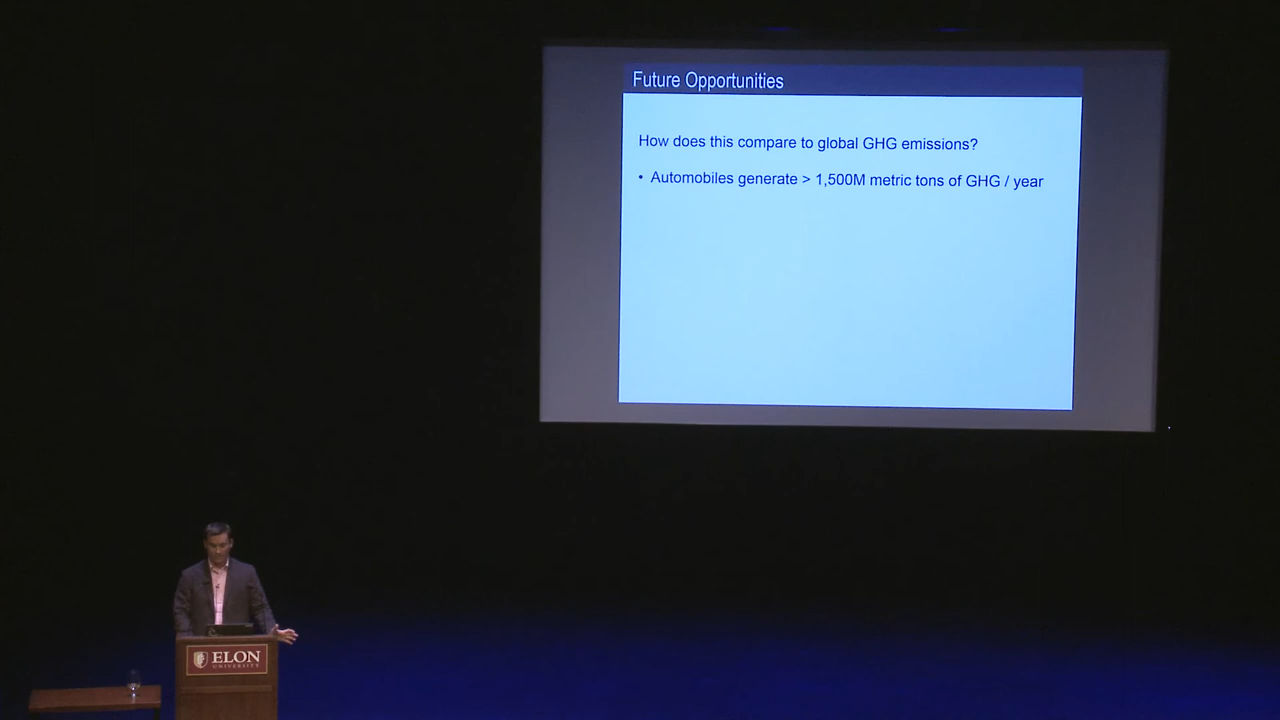 Future Opportunities
How does this compare to global GHG emissions?
• Automobiles generate > 1,500M metric tons of GHG / year
ELON
UNIVERSITY